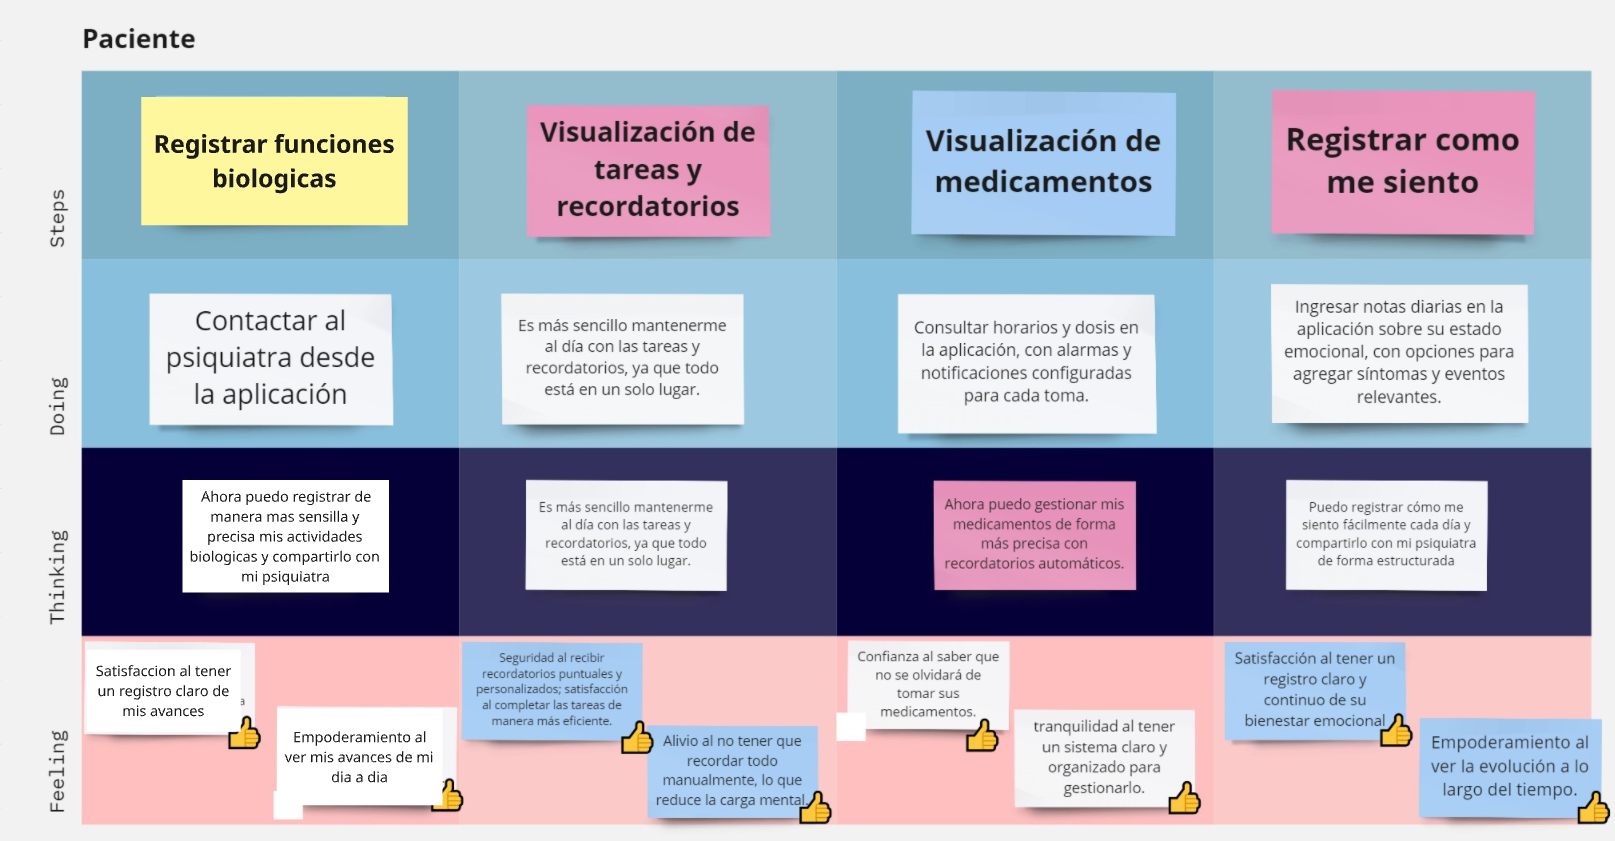 Paciente
Steps
Registrar funciones
biologicas
Visualización de
tareas y
recordatorios
Visualización de
medicamentos
Registrar como
me siento
Doing
Contactar al
psiquiatra desde
la aplicación
Es más sencillo mantenerme
al día con las tareas y
recordatorios, ya que todo
está en un solo lugar.
Consultar horarios y dosis en
la aplicación, con alarmas y
notificaciones configuradas
para cada toma.
Ingresar notas diarias en la
aplicación sobre su estado
emocional, con opciones para
agregar síntomas y eventos
relevantes.
Thinking
Ahora puedo registrar de
manera mas sensilla y
precisa mis actividades
biologicas y compartirlo con
mi psiquiatra
Es más sencillo mantenerme
al día con las tareas y
recordatorios, ya que todo
está en un solo lugar.
Ahora puedo gestionar mis
medicamentos de forma
más precisa con
recordatorios automáticos.
Puedo registrar cómo me
siento fácilmente cada día y
compartirlo con mi psiquiatra
de forma estructurada
Feeling
Satisfaccion al tener
un registro claro de
mis avances
a
Empoderamiento al
ver mis avances de mi
dia a dia
Seguridad al recibir
recordatorios puntuales y
personalizados; satisfacción
al completar las tareas de
manera más eficiente.
Alivio al no tener que
recordar todo
manualmente, lo que
reduce la carga mental.
Confianza al saber que
no se olvidará de
tomar sus
medicamentos.
tranquilidad al tener
un sistema claro y
organizado para
gestionarlo.
Satisfacción al tener un
registro claro y
continuo de su
bienestar emocional
Empoderamiento al
ver la evolución a lo
largo del tiempo.